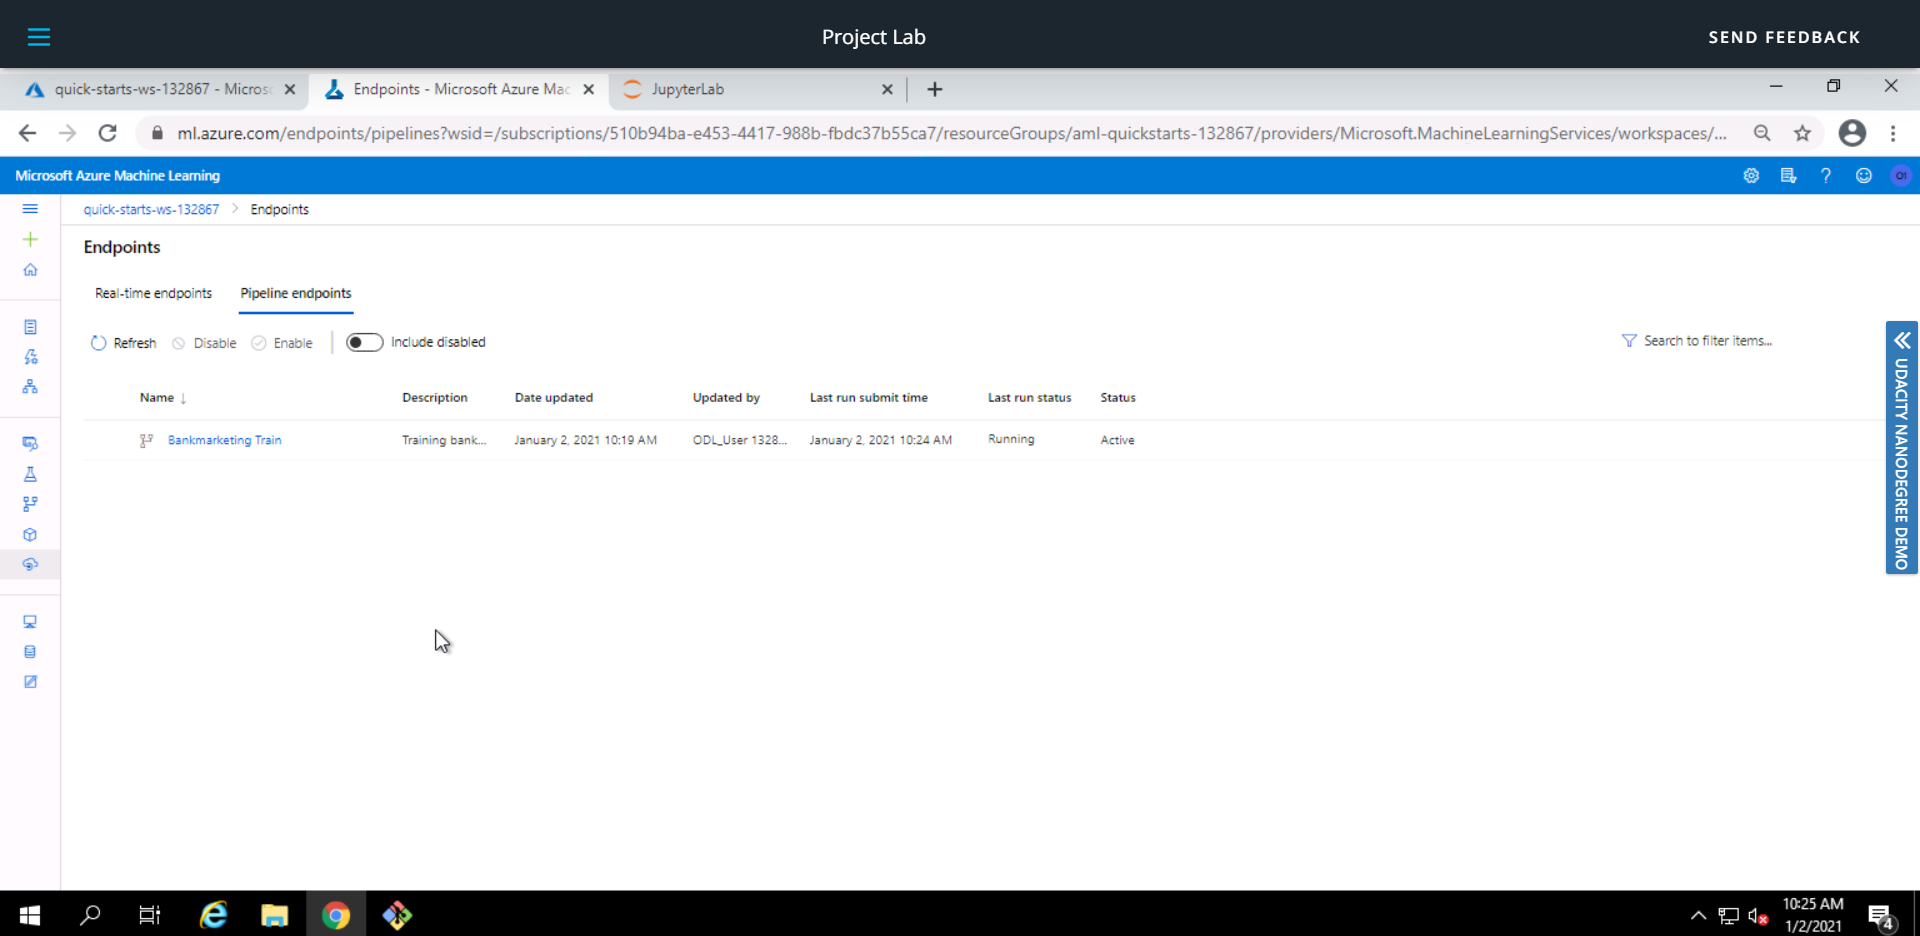 Project Lab
SEND FEEDBACK
quick-starts-ws-132867 - Micros
Endpoints - Microsoft Azure Mac
JupyterLab
ml.azure.com/endpoints/pipelines?wsid=/subscriptions/510b94ba-e453-4417-988b-fbdc37b55ca7/resourceGroups/aml-quickstarts-132867/providers/Microsoft.MachineLearningServices/workspaces/...
Microsoft Azure Machine Learning
quick-starts-ws-132867 > Endpoints
Endpoints
Real-time endpoints Pipeline endpoints
Refresh Disable Enable Include disabled Search to filter items...
Name ↓ Description Date updated Updated by Last run submit time Last run status Status
Bankmarketing Train Training bank... January 2, 2021 10:19 AM ODL_User 1328... January 2, 2021 10:24 AM Running Active
UDACITY NANODEGREE DEMO
10:25 AM
1/2/2021
4